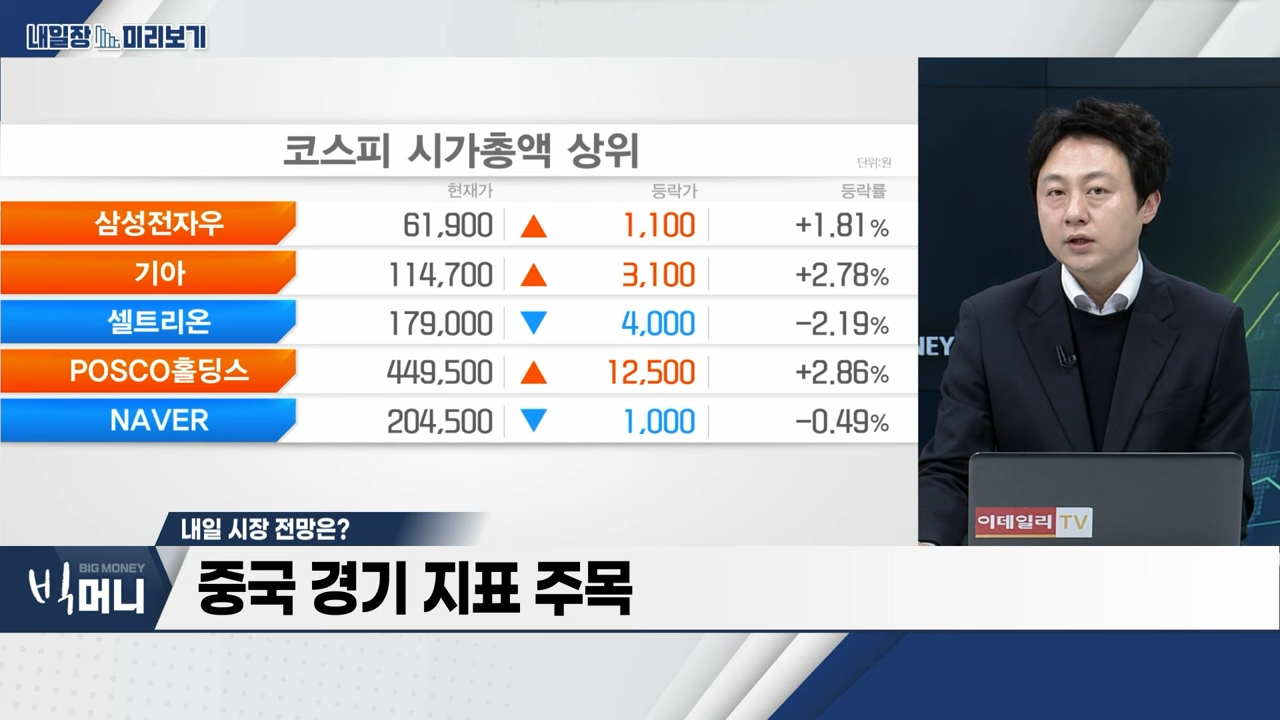 내일장 미리보기
코스피 시가총액 상위
단위:원
현재가 등락가 등락률
삼성전자우 61,900 ▲ 1,100 +1.81%
기아 114,700 ▲ 3,100 +2.78%
셀트리온 179,000 ▼ 4,000 -2.19%
POSCO홀딩스 449,500 ▲ 12,500 +2.86%
NAVER 204,500 ▼ 1,000 -0.49%
NEY
이데일리 TV
내일 시장 전망은?
BIG MONEY
빅머니
중국 경기 지표 주목